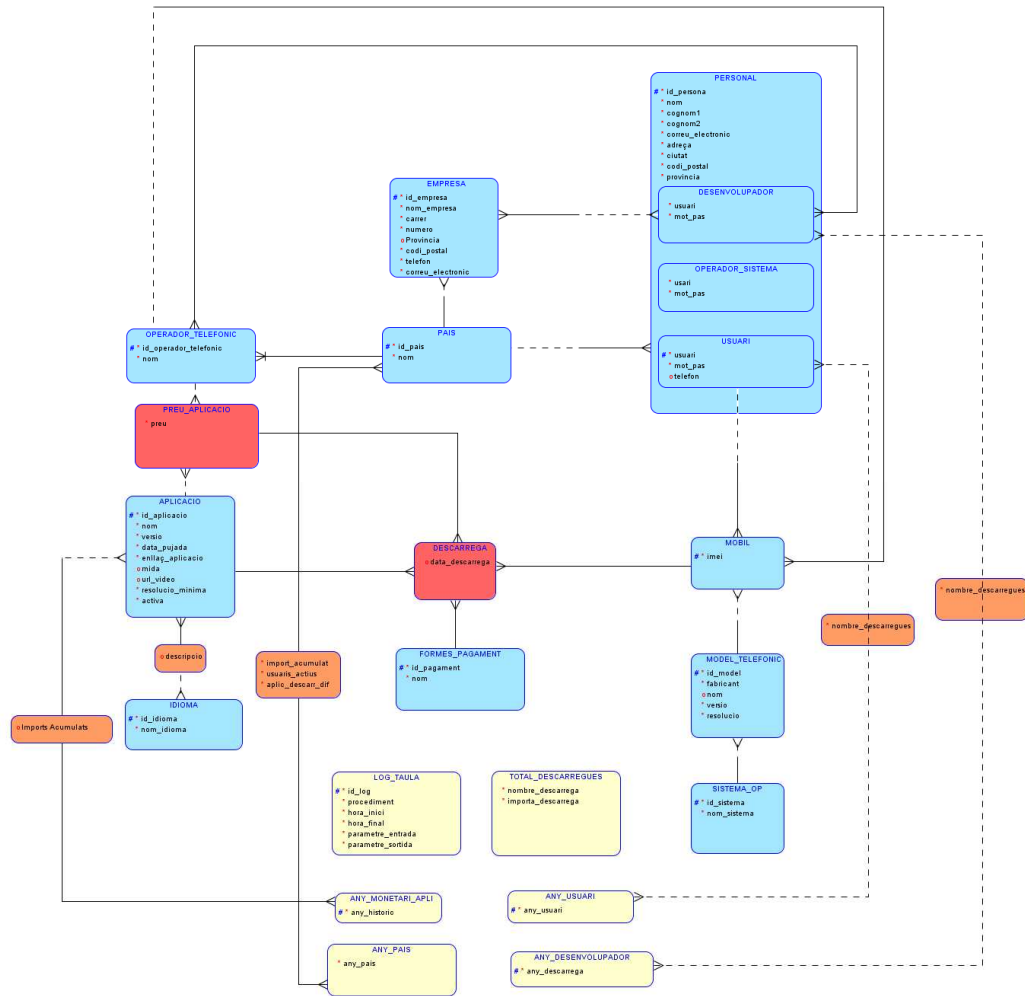 PERSONAL
# * id_persona
* nom
* cognom1
* cognom2
* correu_electronic
* adreça
* ciutat
* codi_postal
* provincia
DESENVOLUPADOR
* usuari
* mot_pas
OPERADOR_SISTEMA
* usari
* mot_pas
USUARI
# * usuari
* mot_pas
o telefon
EMPRESA
# * id_empresa
* nom_empresa
* carrer
* numero
o Provincia
* codi_postal
* telefon
* correu_electronic
OPERADOR_TELEFONIC
# * id_operador_telefonic
* nom
PAIS
# * id_pais
* nom
PREU_APLICACIO
* preu
APLICACIO
# * id_aplicacio
* nom
* versio
* data_pujada
* enllaç_aplicacio
o mida
o url_video
* resolucio_minima
* activa
DESCARREGA
o data_descarrega
MOBIL
# * imei
* nombre_descarregues
* nombre_descarregues
o descripcio
* import_acumulat
* usuaris_actius
* aplic_descarr_dif
FORMES_PAGAMENT
# * id_pagament
* nom
MODEL_TELEFONIC
# * id_model
* fabricant
o nom
* versio
* resolucio
IDIOMA
# * id_idioma
* nom_idioma
o Imports Acumulats
LOG_TAULA
# * id_log
* procediment
* hora_inici
* hora_final
* parametre_entrada
* parametre_sortida
TOTAL_DESCARREGUES
* nombre_descarrega
* importa_descarrega
SISTEMA_OP
# * id_sistema
* nom_sistema
ANY_MONETARI_APLI
# * any_historic
ANY_USUARI
# * any_usuari
ANY_PAIS
* any_pais
ANY_DESENVOLUPADOR
# * any_descarrega